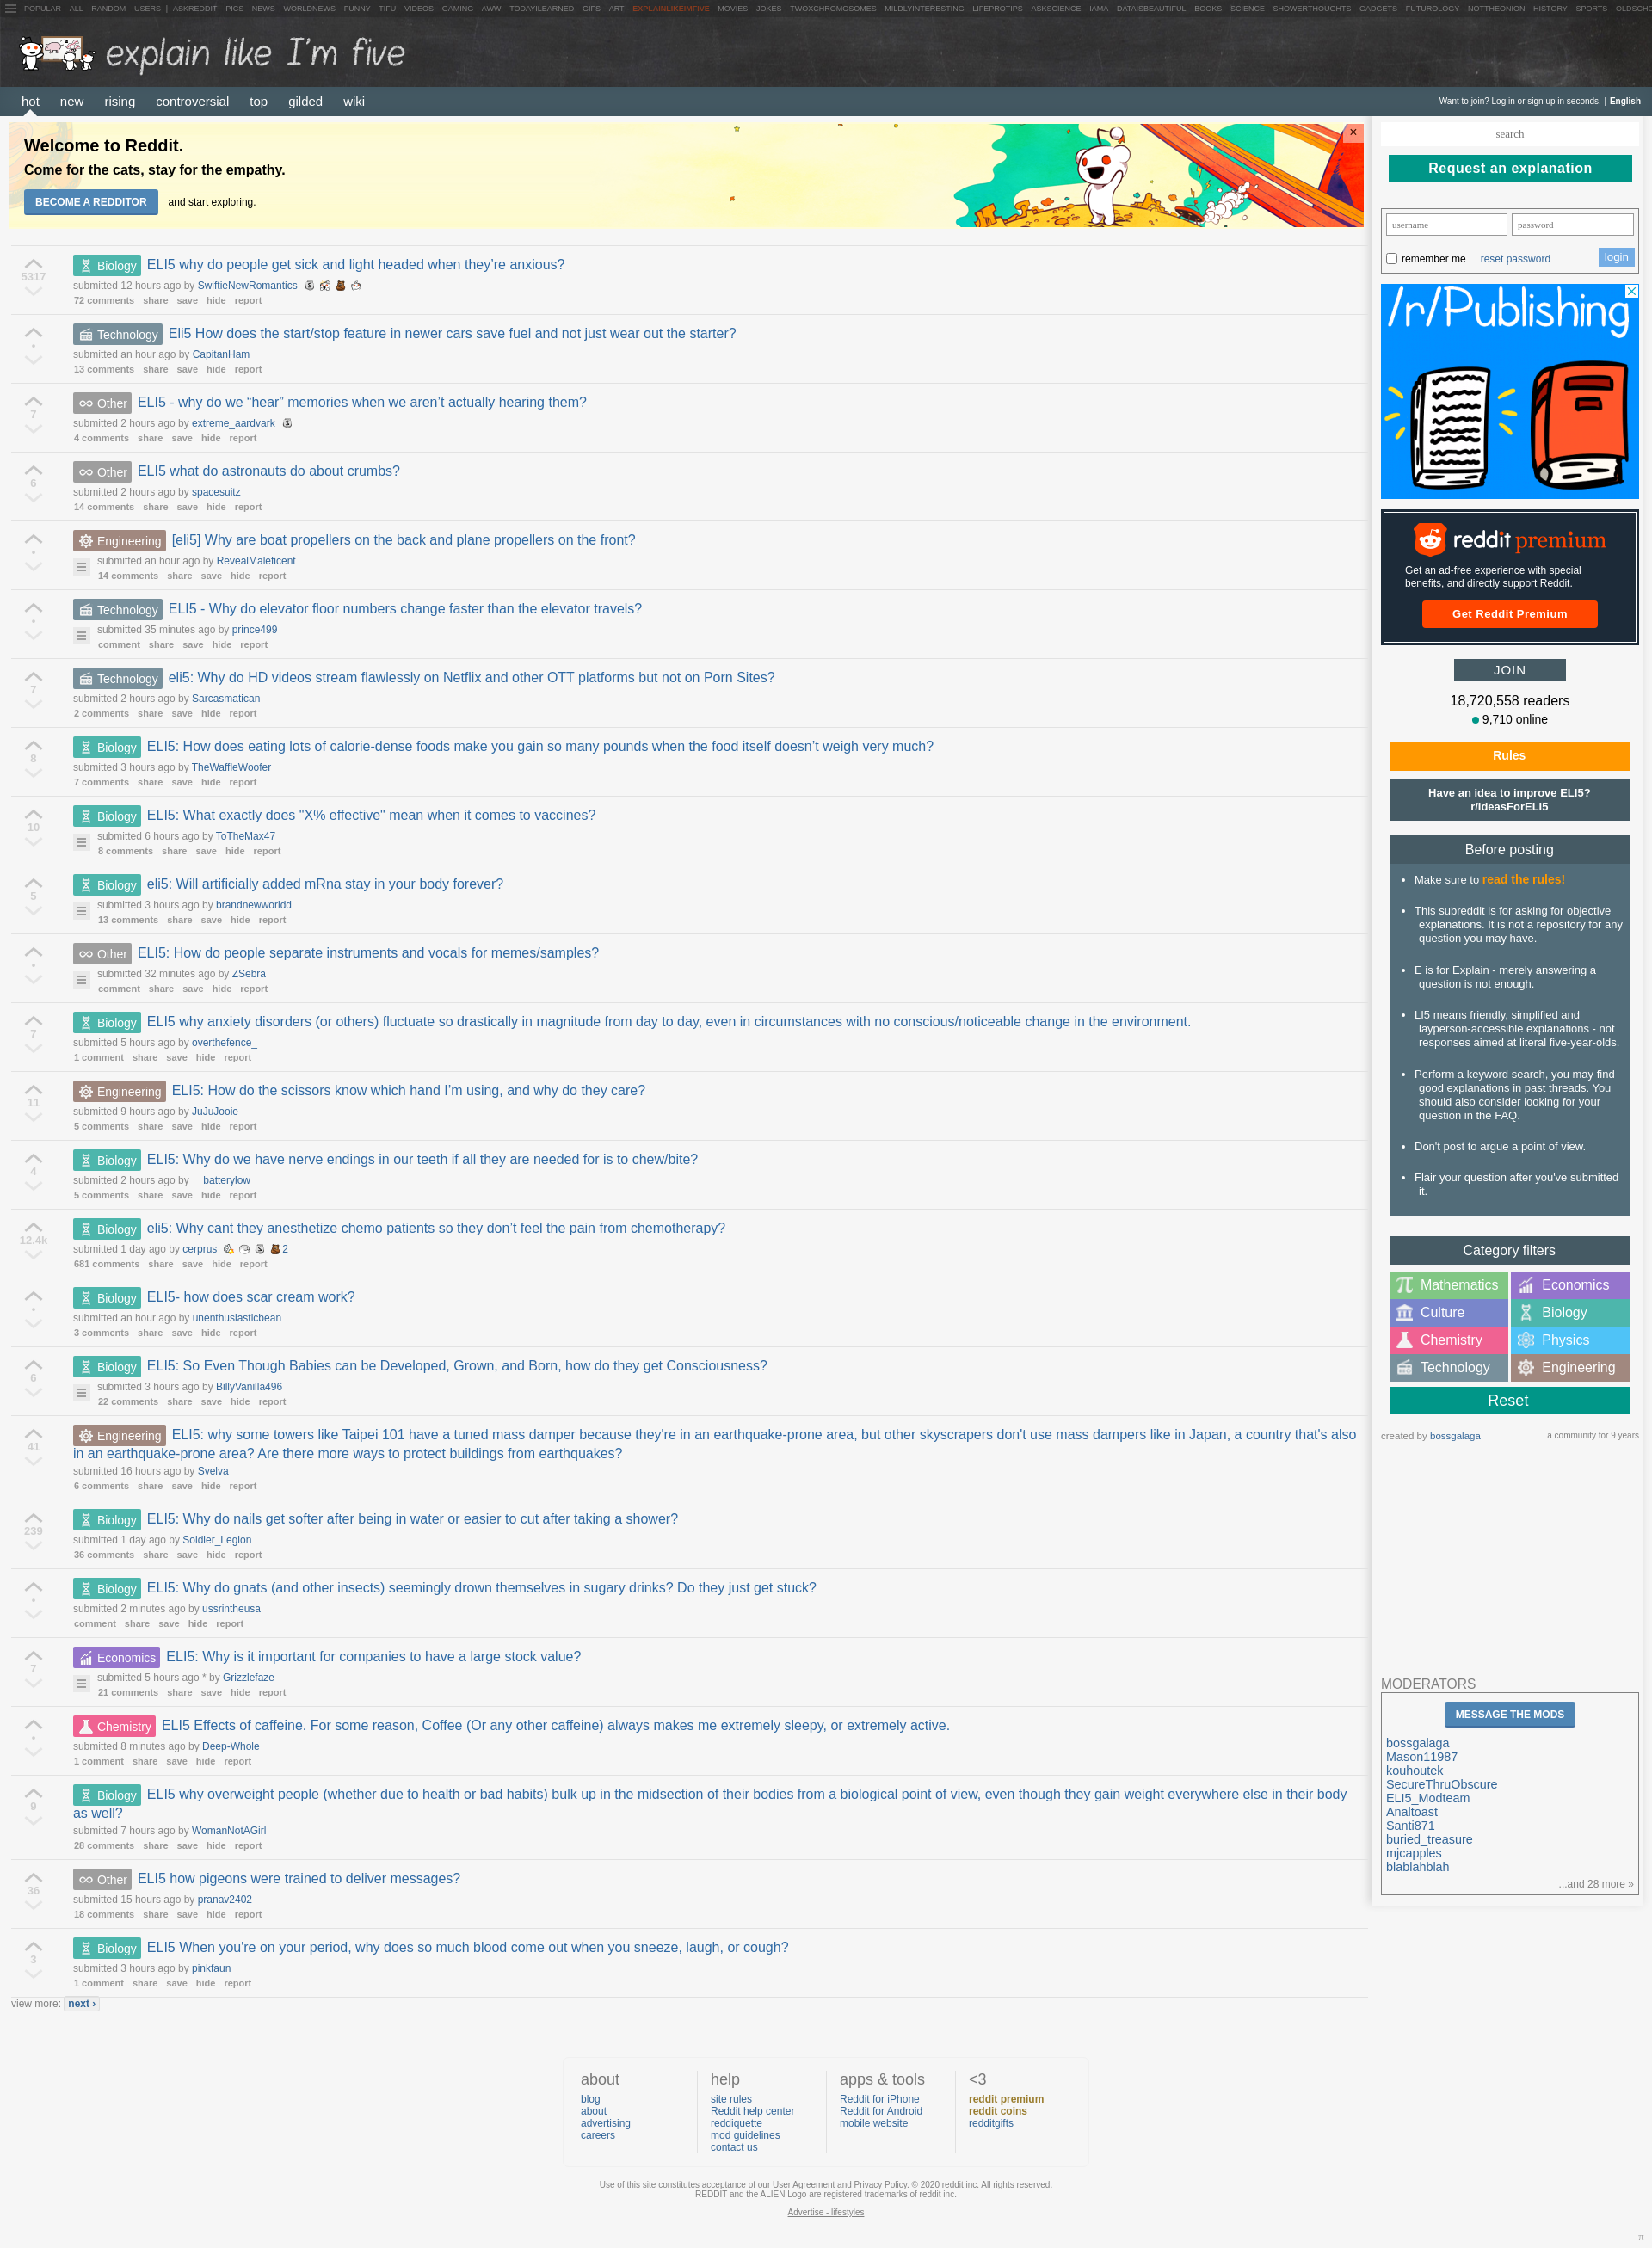 POPULAR - ALL - RANDOM - USERS | ASKREDDIT - PICS - NEWS - WORLDNEWS - FUNNY - TIFU - VIDEOS - GAMING - AWW - TODAYILEARNED - GIFS - ART - EXPLAINLIKEIMFIVE - MOVIES - JOKES - TWOXCHROMOSOMES - MILDLYINTERESTING - LIFEPROTIPS - ASKSCIENCE - IAMA - DATAISBEAUTIFUL - BOOKS - SCIENCE - SHOWERTHOUGHTS - GADGETS - FUTUROLOGY - NOTTHEONION - HISTORY - SPORTS - OLDSCHO
explain like I'm five
hot new rising controversial top gilded wiki
Want to join? Log in or sign up in seconds. | English
Welcome to Reddit.
Come for the cats, stay for the empathy.
BECOME A REDDITOR and start exploring.
×
5317
Biology ELI5 why do people get sick and light headed when they’re anxious?
submitted 12 hours ago by SwiftieNewRomantics
72 comments share save hide report
•
Technology Eli5 How does the start/stop feature in newer cars save fuel and not just wear out the starter?
submitted an hour ago by CapitanHam
13 comments share save hide report
7
Other ELI5 - why do we “hear” memories when we aren’t actually hearing them?
submitted 2 hours ago by extreme_aardvark
4 comments share save hide report
6
Other ELI5 what do astronauts do about crumbs?
submitted 2 hours ago by spacesuitz
14 comments share save hide report
•
Engineering [eli5] Why are boat propellers on the back and plane propellers on the front?
submitted an hour ago by RevealMaleficent
14 comments share save hide report
•
Technology ELI5 - Why do elevator floor numbers change faster than the elevator travels?
submitted 35 minutes ago by prince499
comment share save hide report
7
Technology eli5: Why do HD videos stream flawlessly on Netflix and other OTT platforms but not on Porn Sites?
submitted 2 hours ago by Sarcasmatican
2 comments share save hide report
8
Biology ELI5: How does eating lots of calorie-dense foods make you gain so many pounds when the food itself doesn’t weigh very much?
submitted 3 hours ago by TheWaffleWoofer
7 comments share save hide report
10
Biology ELI5: What exactly does "X% effective" mean when it comes to vaccines?
submitted 6 hours ago by ToTheMax47
8 comments share save hide report
5
Biology eli5: Will artificially added mRna stay in your body forever?
submitted 3 hours ago by brandnewworldd
13 comments share save hide report
•
Other ELI5: How do people separate instruments and vocals for memes/samples?
submitted 32 minutes ago by ZSebra
comment share save hide report
7
Biology ELI5 why anxiety disorders (or others) fluctuate so drastically in magnitude from day to day, even in circumstances with no conscious/noticeable change in the environment.
submitted 5 hours ago by overthefence_
1 comment share save hide report
11
Engineering ELI5: How do the scissors know which hand I’m using, and why do they care?
submitted 9 hours ago by JuJuJooie
5 comments share save hide report
4
Biology ELI5: Why do we have nerve endings in our teeth if all they are needed for is to chew/bite?
submitted 2 hours ago by __batterylow__
5 comments share save hide report
12.4k
Biology eli5: Why cant they anesthetize chemo patients so they don’t feel the pain from chemotherapy?
submitted 1 day ago by cerprus 2
681 comments share save hide report
•
Biology ELI5- how does scar cream work?
submitted an hour ago by unenthusiasticbean
3 comments share save hide report
6
Biology ELI5: So Even Though Babies can be Developed, Grown, and Born, how do they get Consciousness?
submitted 3 hours ago by BillyVanilla496
22 comments share save hide report
41
Engineering ELI5: why some towers like Taipei 101 have a tuned mass damper because they're in an earthquake-prone area, but other skyscrapers don't use mass dampers like in Japan, a country that's also
in an earthquake-prone area? Are there more ways to protect buildings from earthquakes?
submitted 16 hours ago by Svelva
6 comments share save hide report
239
Biology ELI5: Why do nails get softer after being in water or easier to cut after taking a shower?
submitted 1 day ago by Soldier_Legion
36 comments share save hide report
•
Biology ELI5: Why do gnats (and other insects) seemingly drown themselves in sugary drinks? Do they just get stuck?
submitted 2 minutes ago by ussrintheusa
comment share save hide report
7
Economics ELI5: Why is it important for companies to have a large stock value?
submitted 5 hours ago * by Grizzlefaze
21 comments share save hide report
•
Chemistry ELI5 Effects of caffeine. For some reason, Coffee (Or any other caffeine) always makes me extremely sleepy, or extremely active.
submitted 8 minutes ago by Deep-Whole
1 comment share save hide report
9
Biology ELI5 why overweight people (whether due to health or bad habits) bulk up in the midsection of their bodies from a biological point of view, even though they gain weight everywhere else in their body
as well?
submitted 7 hours ago by WomanNotAGirl
28 comments share save hide report
36
Other ELI5 how pigeons were trained to deliver messages?
submitted 15 hours ago by pranav2402
18 comments share save hide report
3
Biology ELI5 When you're on your period, why does so much blood come out when you sneeze, laugh, or cough?
submitted 3 hours ago by pinkfaun
1 comment share save hide report
view more: next ›
search
Request an explanation
username password
remember me reset password login
/r/Publishing
reddit premium
Get an ad-free experience with special
benefits, and directly support Reddit.
Get Reddit Premium
JOIN
18,720,558 readers
9,710 online
Rules
Have an idea to improve ELI5?
r/IdeasForELI5
Before posting
• Make sure to read the rules!
• This subreddit is for asking for objective
explanations. It is not a repository for any
question you may have.
• E is for Explain - merely answering a
question is not enough.
• LI5 means friendly, simplified and
layperson-accessible explanations - not
responses aimed at literal five-year-olds.
• Perform a keyword search, you may find
good explanations in past threads. You
should also consider looking for your
question in the FAQ.
• Don't post to argue a point of view.
• Flair your question after you've submitted
it.
Category filters
Mathematics Economics
Culture Biology
Chemistry Physics
Technology Engineering
Reset
created by bossgalaga a community for 9 years
MODERATORS
MESSAGE THE MODS
bossgalaga
Mason11987
kouhoutek
SecureThruObscure
ELI5_Modteam
Analtoast
Santi871
buried_treasure
mjcapples
blablahblah
...and 28 more »
about
blog
about
advertising
careers
help
site rules
Reddit help center
reddiquette
mod guidelines
contact us
apps & tools
Reddit for iPhone
Reddit for Android
mobile website
<3
reddit premium
reddit coins
redditgifts
Use of this site constitutes acceptance of our User Agreement and Privacy Policy. © 2020 reddit inc. All rights reserved.
REDDIT and the ALIEN Logo are registered trademarks of reddit inc.
Advertise - lifestyles
π